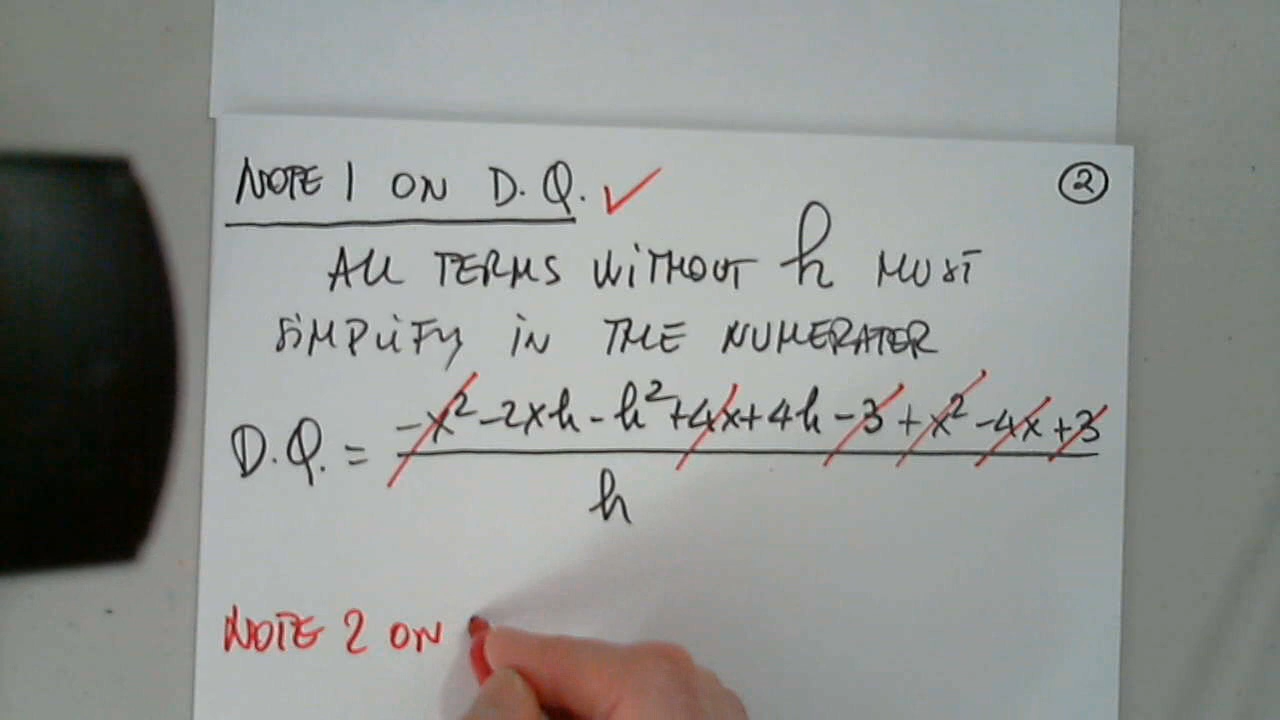 NOTE 1 ON D.Q. ✓ ②
All TERMS WITHOUT h MUST
SIMPLIFY IN THE NUMERATER
D.Q. = (-x² -2xh - h² +4x +4h -3 + x² -4x +3) / h
NOTE 2 ON